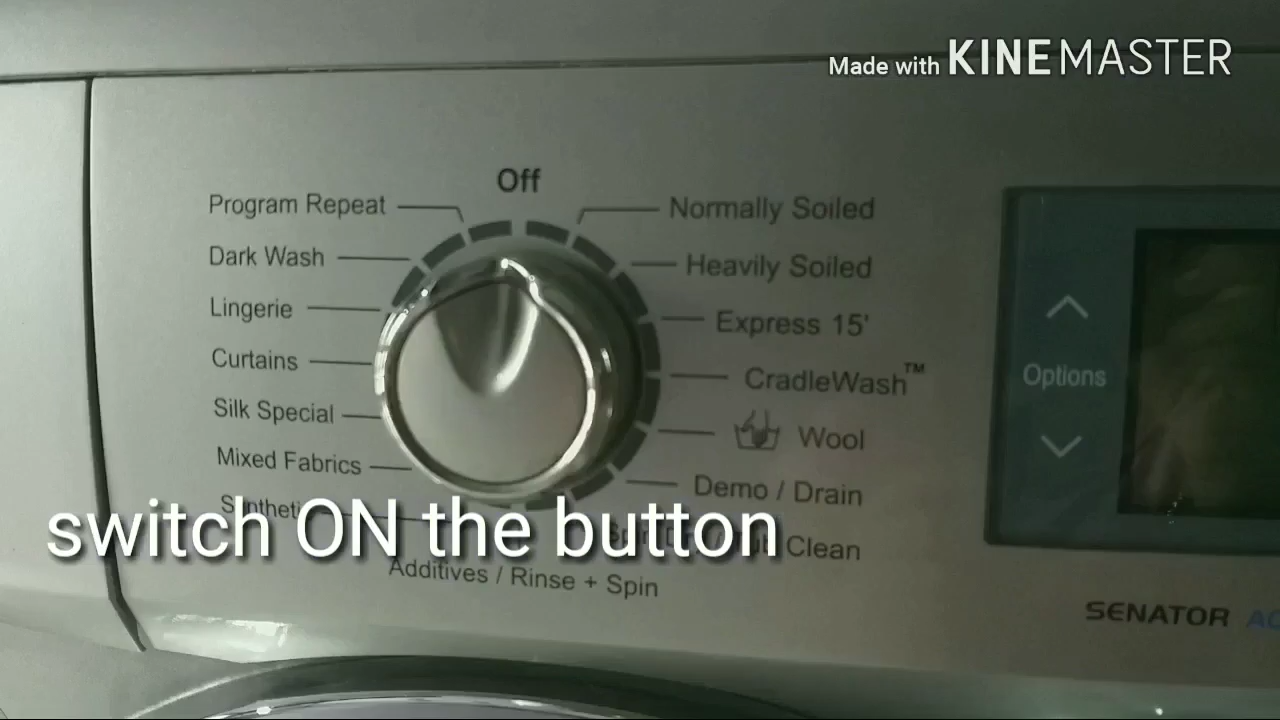 Made with KINEMASTER
Off
Program Repeat
Dark Wash
Lingerie
Curtains
Silk Special
Mixed Fabrics
Normally Soiled
Heavily Soiled
Express 15'
CradleWash™
Wool
Demo / Drain
Clean
Additives / Rinse + Spin
switch ON the button
Options
SENATOR